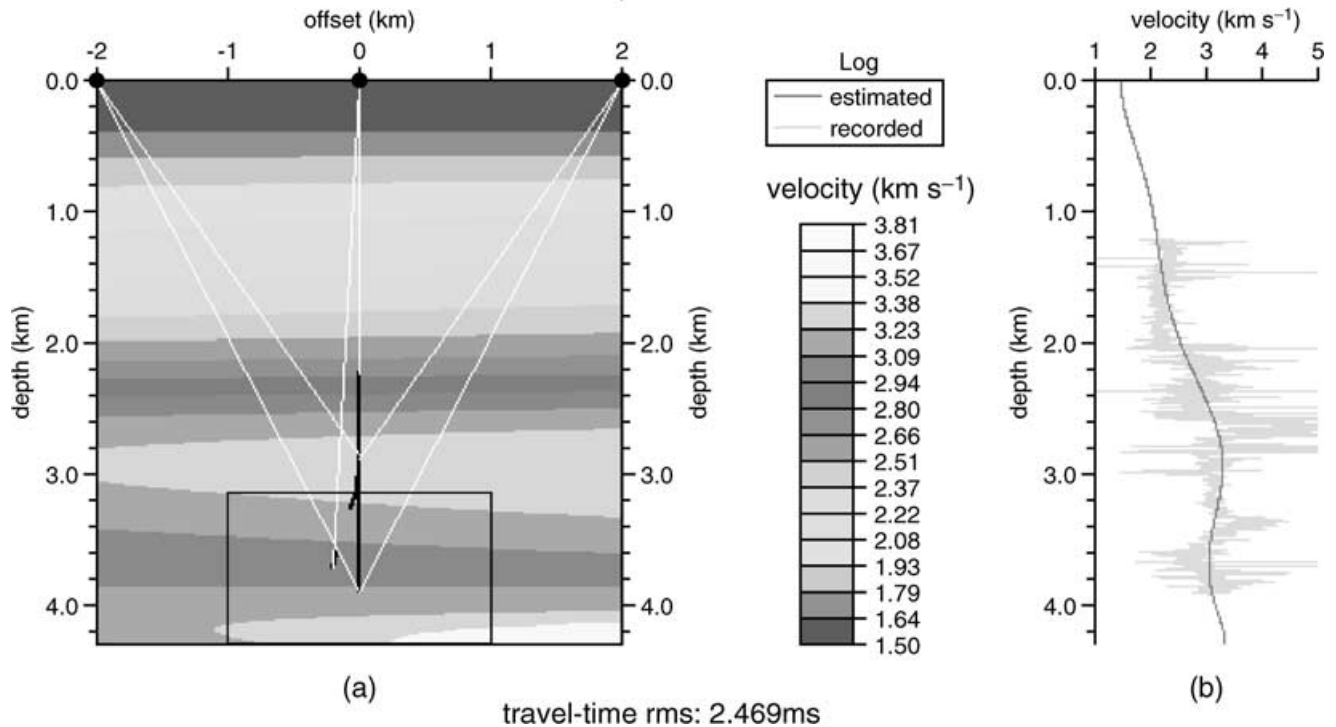 offset (km)
-2 -1 0 1 2
0.0 0.0
1.0 1.0
2.0 2.0
3.0 3.0
4.0 4.0
depth (km)
depth (km)
(a)
Log
estimated
recorded
velocity (km s⁻¹)
3.81
3.67
3.52
3.38
3.23
3.09
2.94
2.80
2.66
2.51
2.37
2.22
2.08
1.93
1.79
1.64
1.50
velocity (km s⁻¹)
1 2 3 4 5
0.0
1.0
2.0
3.0
4.0
depth (km)
(b)
travel-time rms: 2.469ms